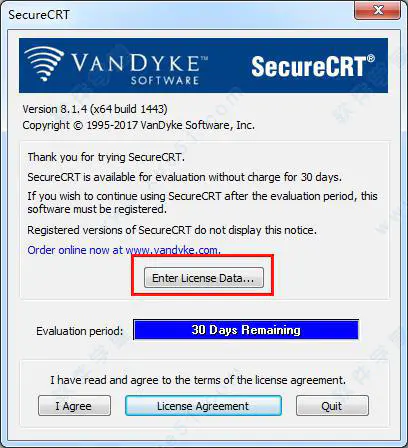 SecureCRT
VANDYKE
SOFTWARE
SecureCRT®
Version 8.1.4 (x64 build 1443)
Copyright © 1995-2017 VanDyke Software, Inc.
Thank you for trying SecureCRT.
SecureCRT is available for evaluation without charge for 30 days.
If you wish to continue using SecureCRT after the evaluation period, this
software must be registered.
Registered versions of SecureCRT do not display this notice.
Order online now at www.vandyke.com.
Enter License Data...
Evaluation period:
30 Days Remaining
I have read and agree to the terms of the license agreement.
I Agree
License Agreement
Quit